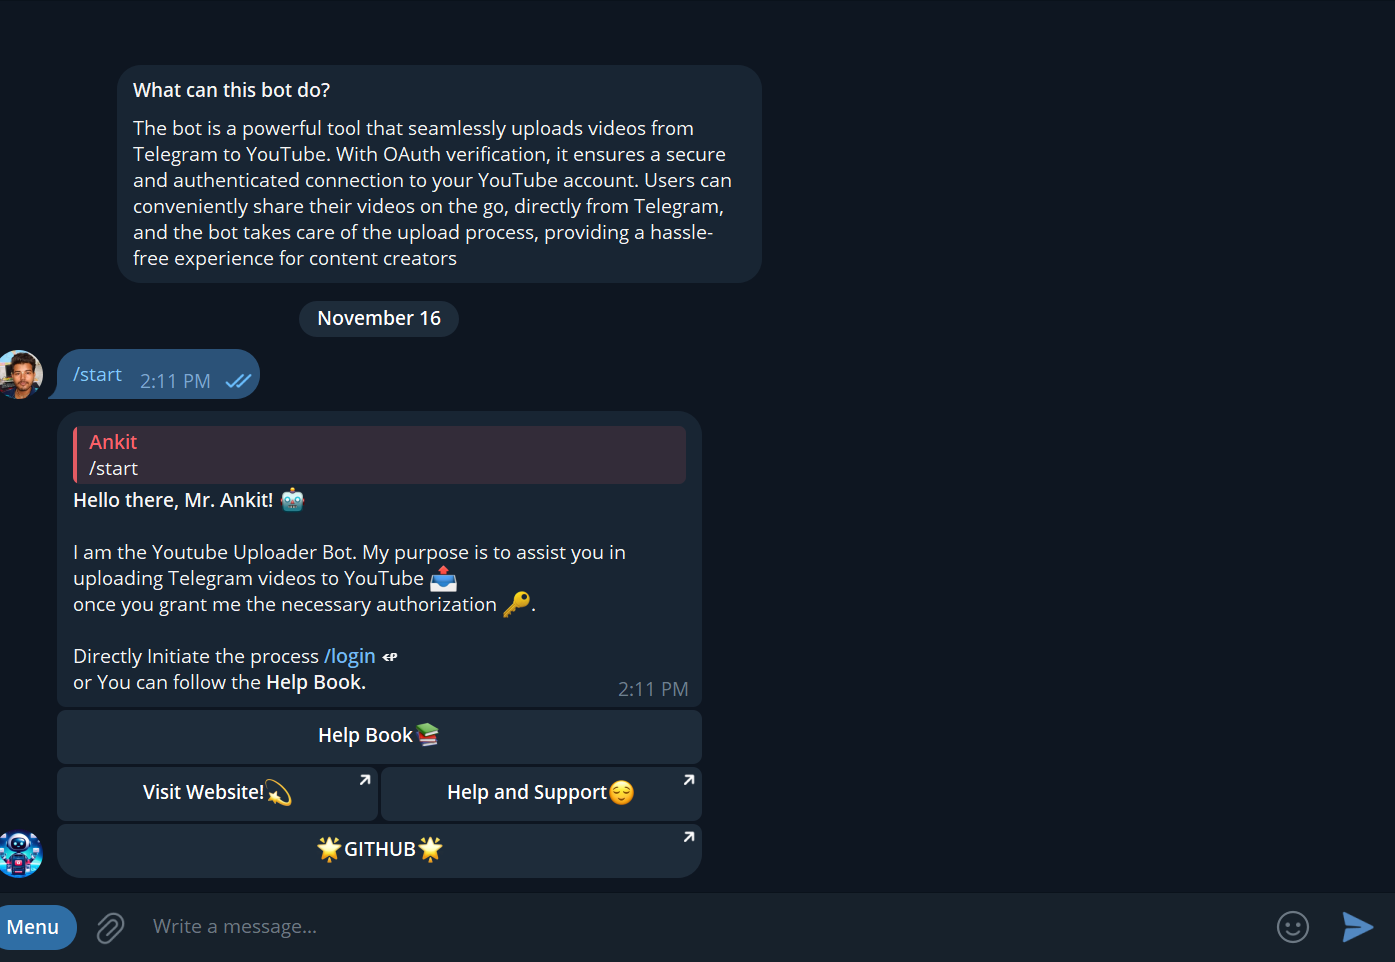 What can this bot do?
The bot is a powerful tool that seamlessly uploads videos from
Telegram to YouTube. With OAuth verification, it ensures a secure
and authenticated connection to your YouTube account. Users can
conveniently share their videos on the go, directly from Telegram,
and the bot takes care of the upload process, providing a hassle-
free experience for content creators
November 16
/start 2:11 PM
Ankit
/start
Hello there, Mr. Ankit! 🤖
I am the Youtube Uploader Bot. My purpose is to assist you in
uploading Telegram videos to YouTube 📤
once you grant me the necessary authorization 🔑.
Directly Initiate the process /login
or You can follow the Help Book.
2:11 PM
Help Book📚
Visit Website!💫
Help and Support😌
🌟GITHUB🌟
Menu
Write a message...